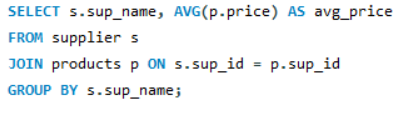 SELECT s.sup_name, AVG(p.price) AS avg_price
FROM supplier s
JOIN products p ON s.sup_id = p.sup_id
GROUP BY s.sup_name;